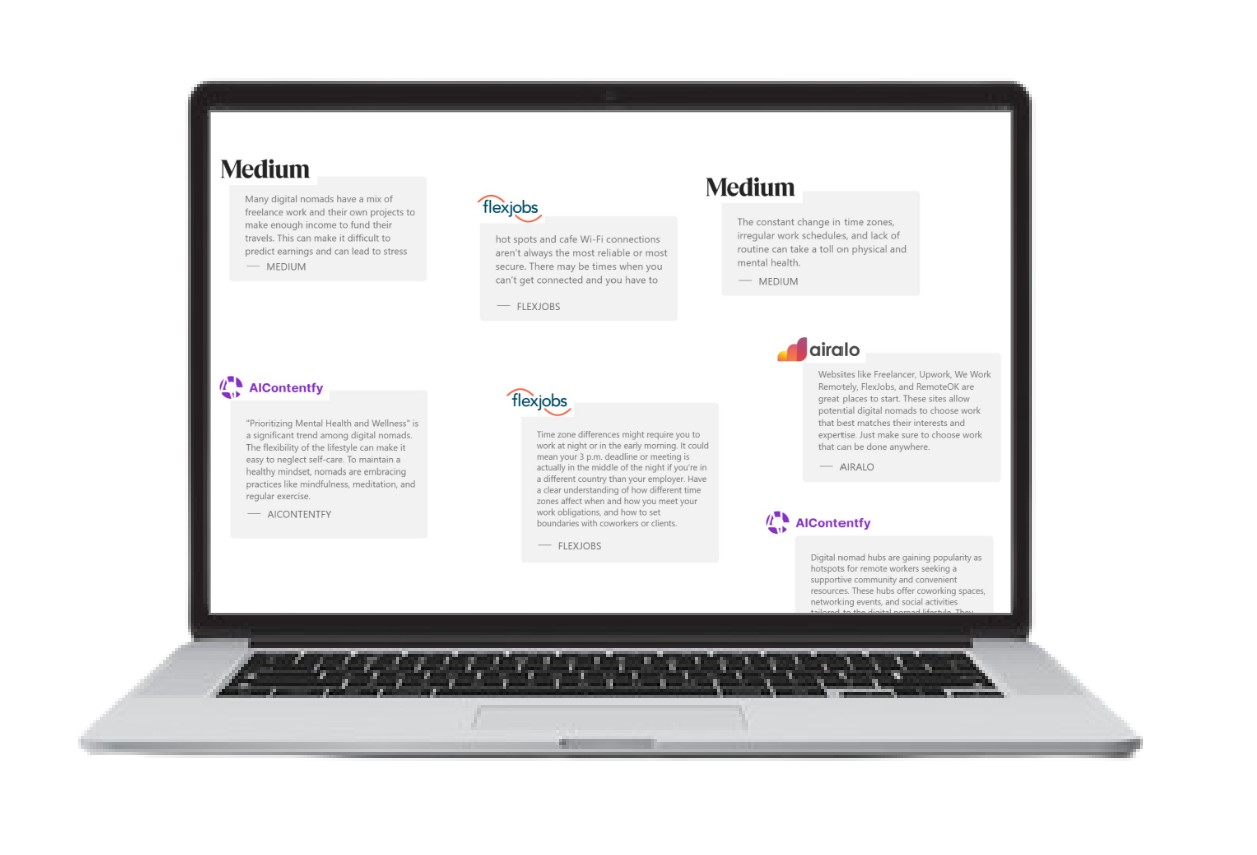 Medium
Many digital nomads have a mix of
freelance work and their own projects to
make enough income to fund their
travels. This can make it difficult to
predict earnings and can lead to stress
— MEDIUM
flexjobs
hot spots and cafe Wi-Fi connections
aren't always the most reliable or most
secure. There may be times when you
can't get connected and you have to
— FLEXJOBS
Medium
The constant change in time zones,
irregular work schedules, and lack of
routine can take a toll on physical and
mental health.
— MEDIUM
airalo
Websites like Freelancer, Upwork, We Work
Remotely, FlexJobs, and RemoteOK are
great places to start. These sites allow
potential digital nomads to choose work
that best matches their interests and
expertise. Just make sure to choose work
that can be done anywhere.
— AIRALO
AIContentfy
"Prioritizing Mental Health and Wellness" is
a significant trend among digital nomads.
The flexibility of the lifestyle can make it
easy to neglect self-care. To maintain a
healthy mindset, nomads are embracing
practices like mindfulness, meditation, and
regular exercise.
— AICONTENTFY
flexjobs
Time zone differences might require you to
work at night or in the early morning. It could
mean your 3 p.m. deadline or meeting is
actually in the middle of the night if you're in
a different country than your employer. Have
a clear understanding of how different time
zones affect when and how you meet your
work obligations, and how to set
boundaries with coworkers or clients.
— FLEXJOBS
AIContentfy
Digital nomad hubs are gaining popularity as
hotspots for remote workers seeking a
supportive community and convenient
resources. These hubs offer coworking spaces,
networking events, and social activities
tailored to the digital nomad lifestyle. They